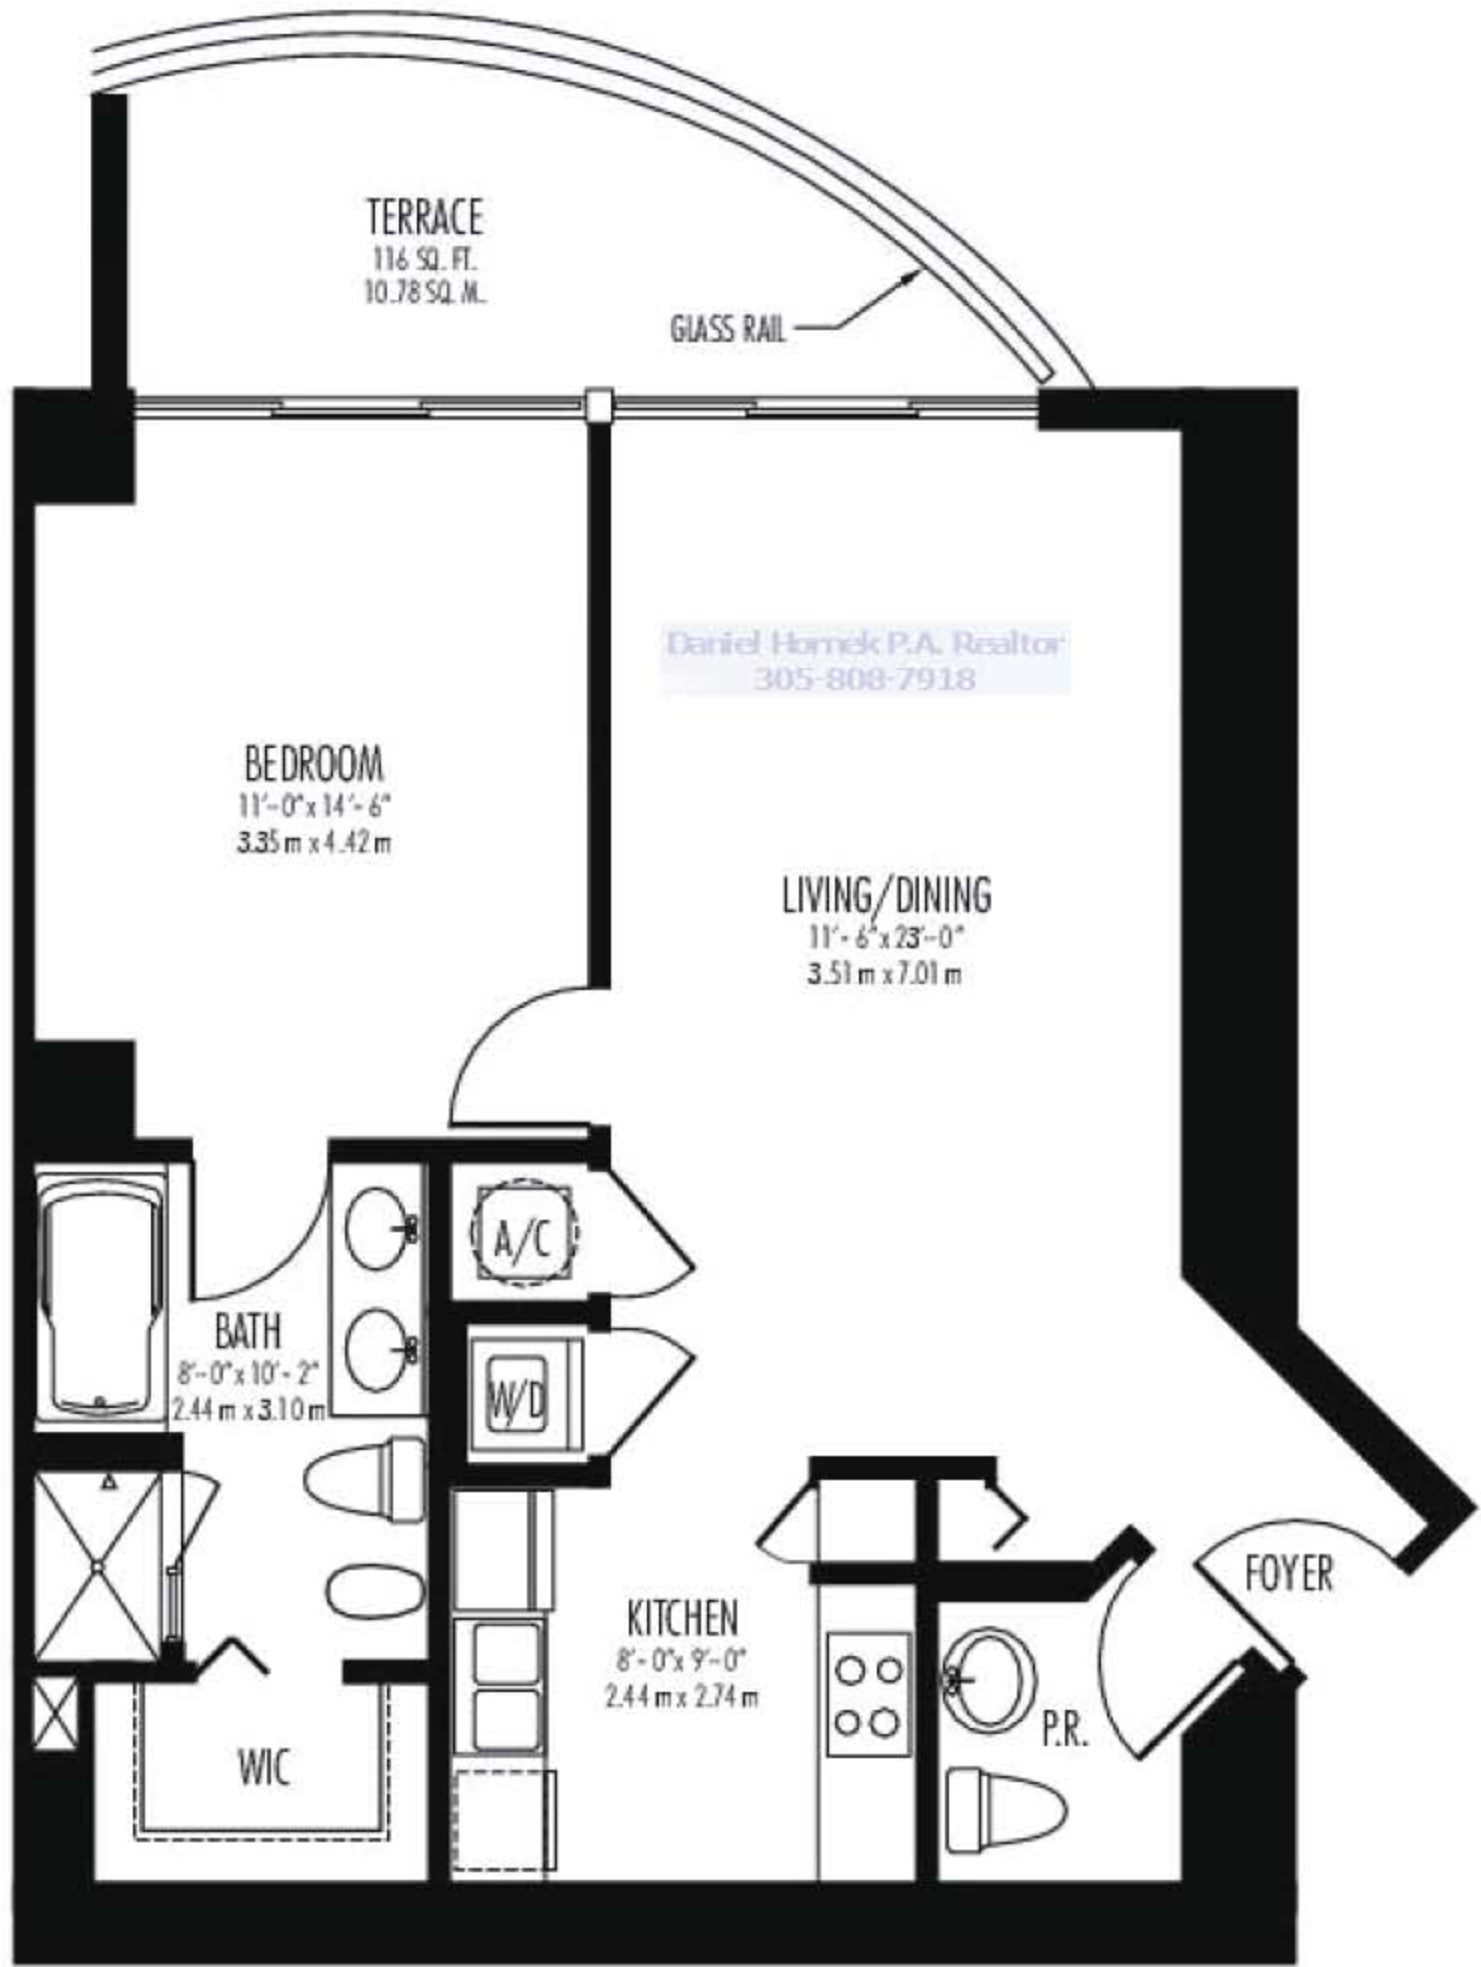 TERRACE
116 SQ. FT.
10.78 SQ. M.
GLASS RAIL
Daniel Hornek P.A. Realtor
305-808-7918
BEDROOM
11'-0" x 14'-6"
3.35 m x 4.42 m
LIVING/DINING
11'-6" x 23'-0"
3.51 m x 7.01 m
A/C
BATH
8'-0" x 10'-2"
2.44 m x 3.10 m
W/D
FOYER
KITCHEN
8'-0" x 9'-0"
2.44 m x 2.74 m
P.R.
WIC